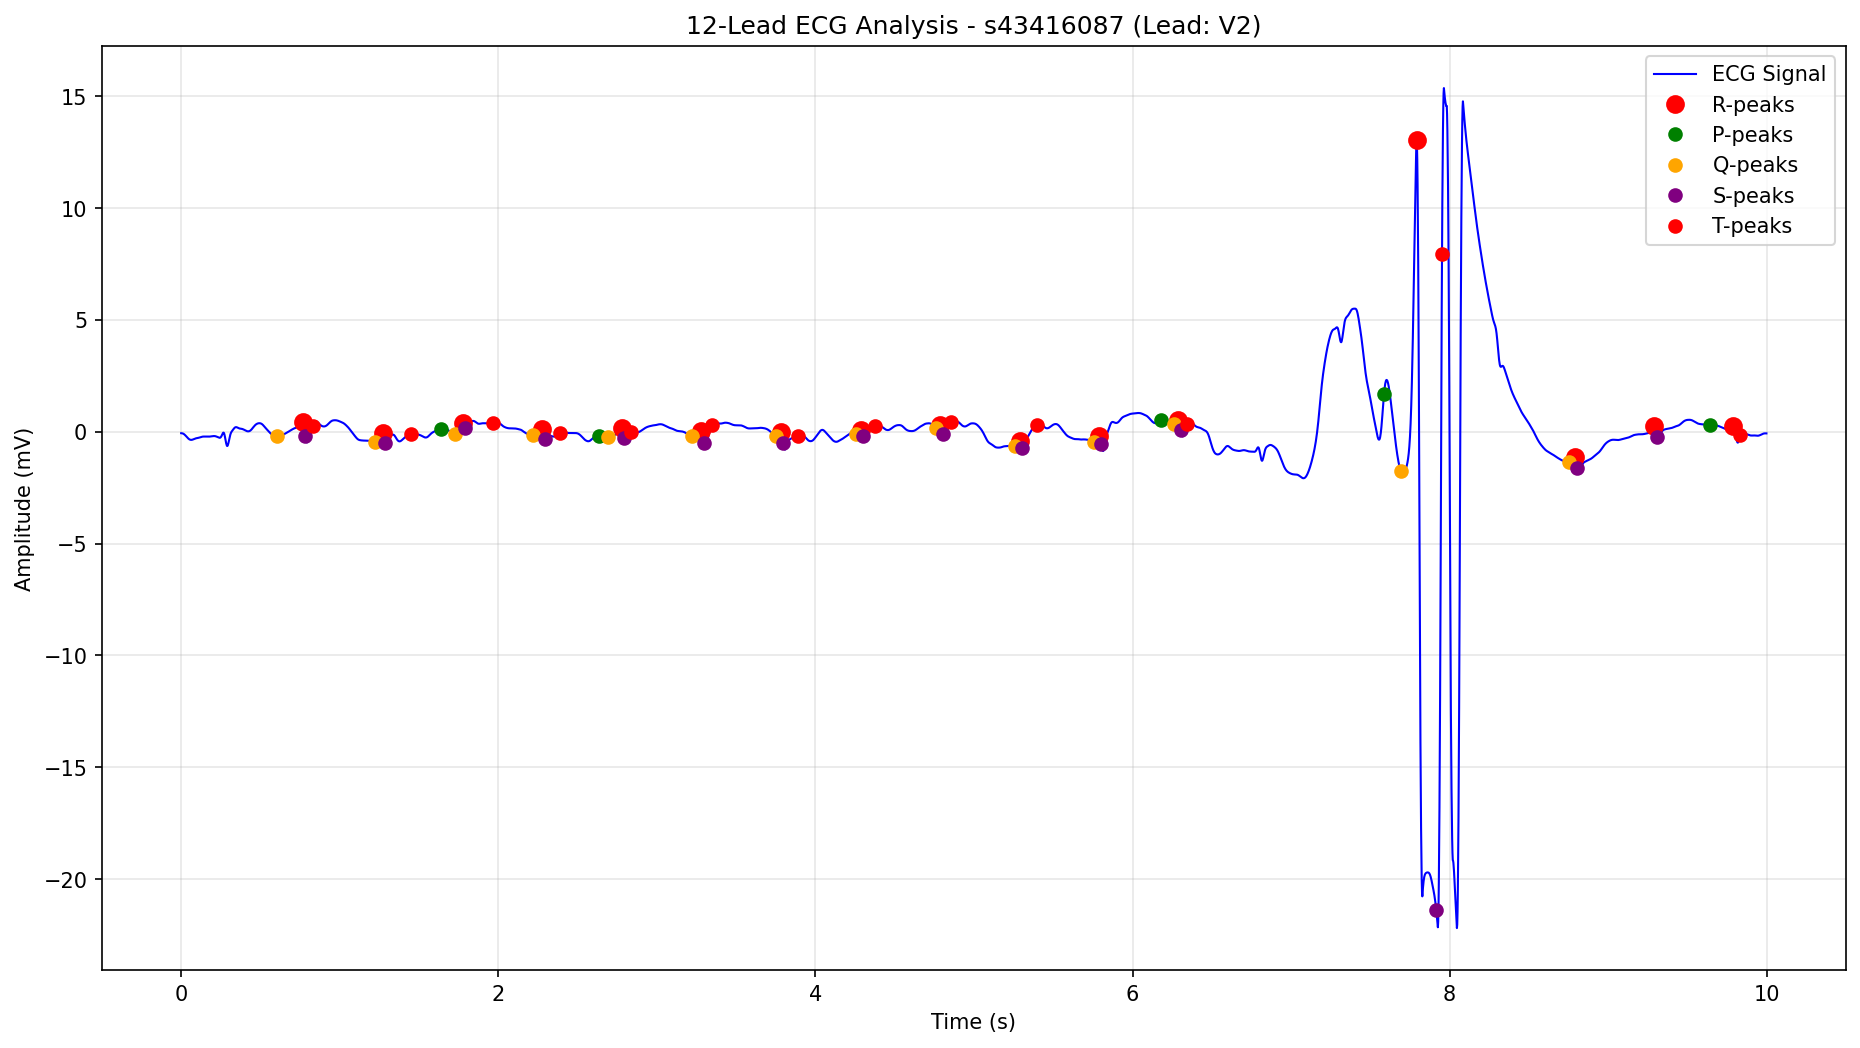 12-Lead ECG Analysis - s43416087 (Lead: V2)
ECG Signal
R-peaks
P-peaks
Q-peaks
S-peaks
T-peaks
Amplitude (mV)
15
10
5
0
−5
−10
−15
−20
0 2 4 6 8 10
Time (s)